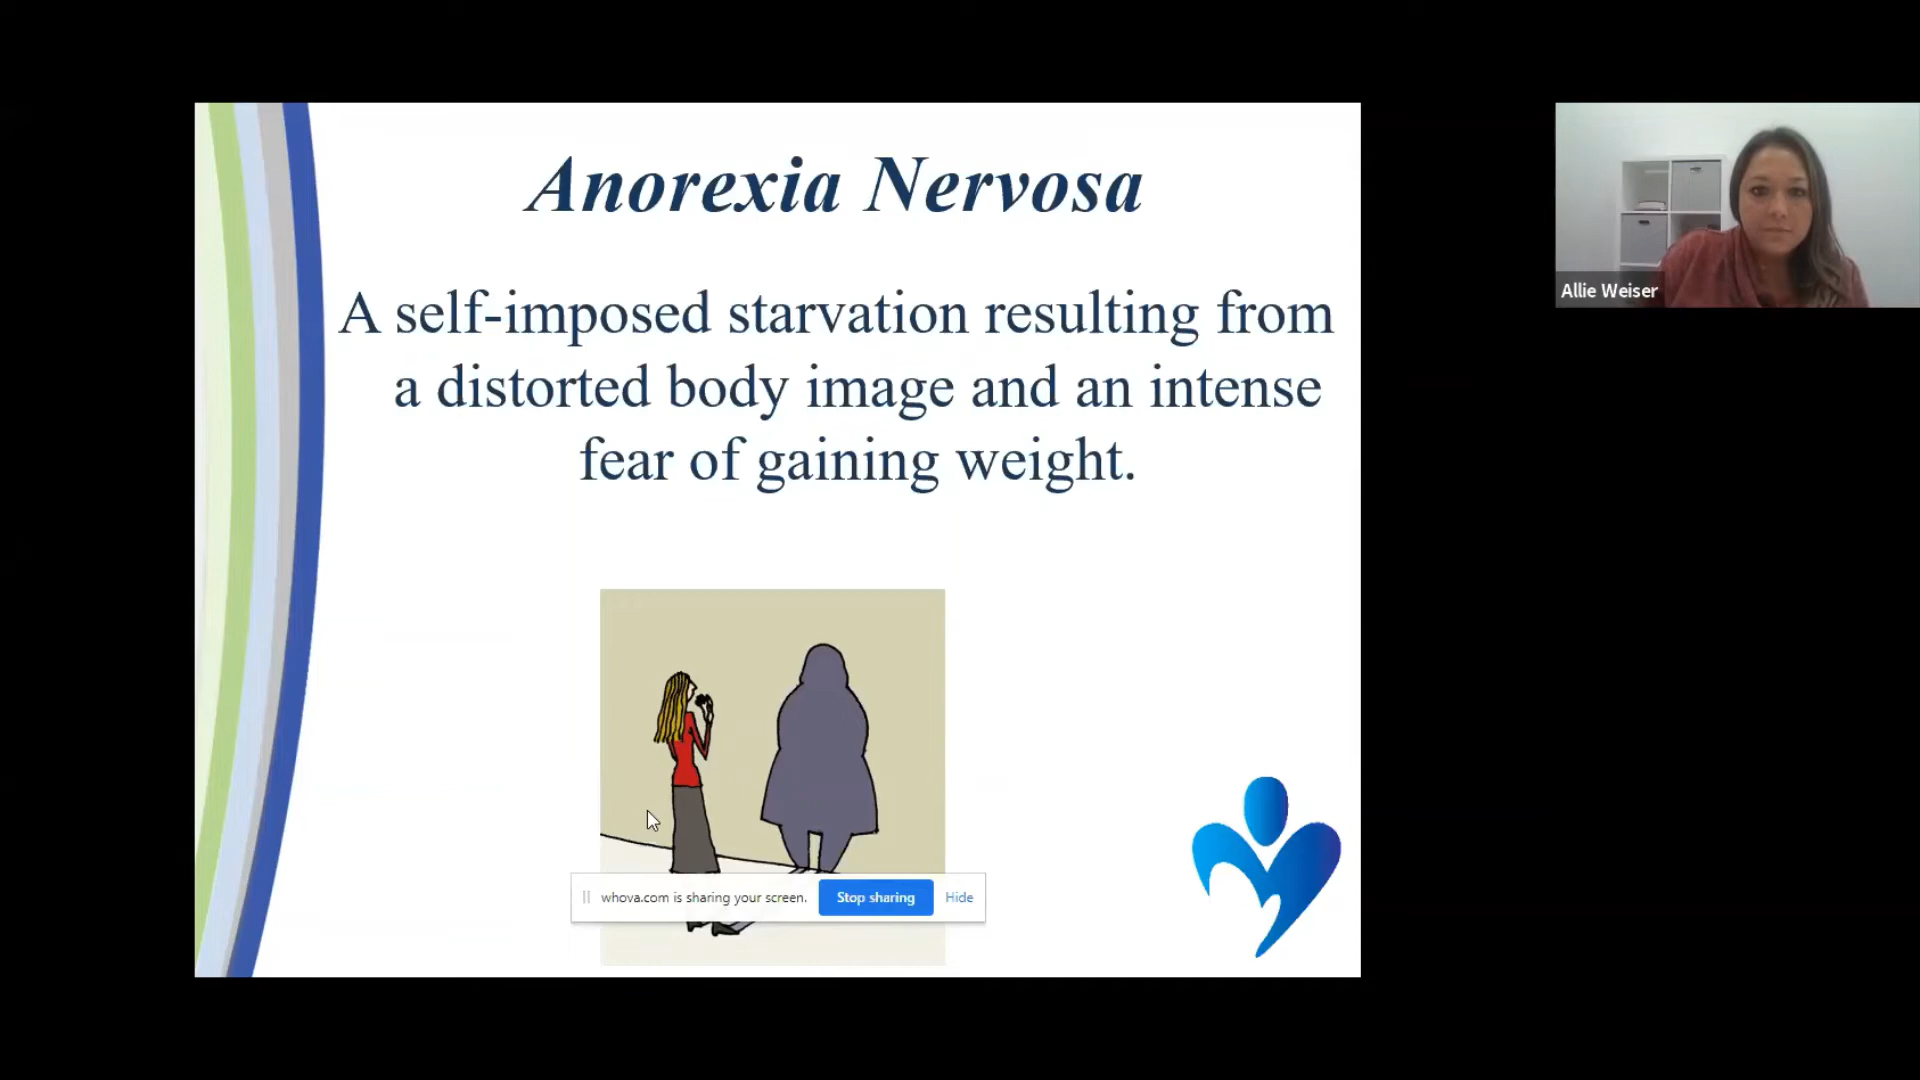 Anorexia Nervosa
A self-imposed starvation resulting from
a distorted body image and an intense
fear of gaining weight.
Allie Weiser
whova.com is sharing your screen.
Stop sharing
Hide